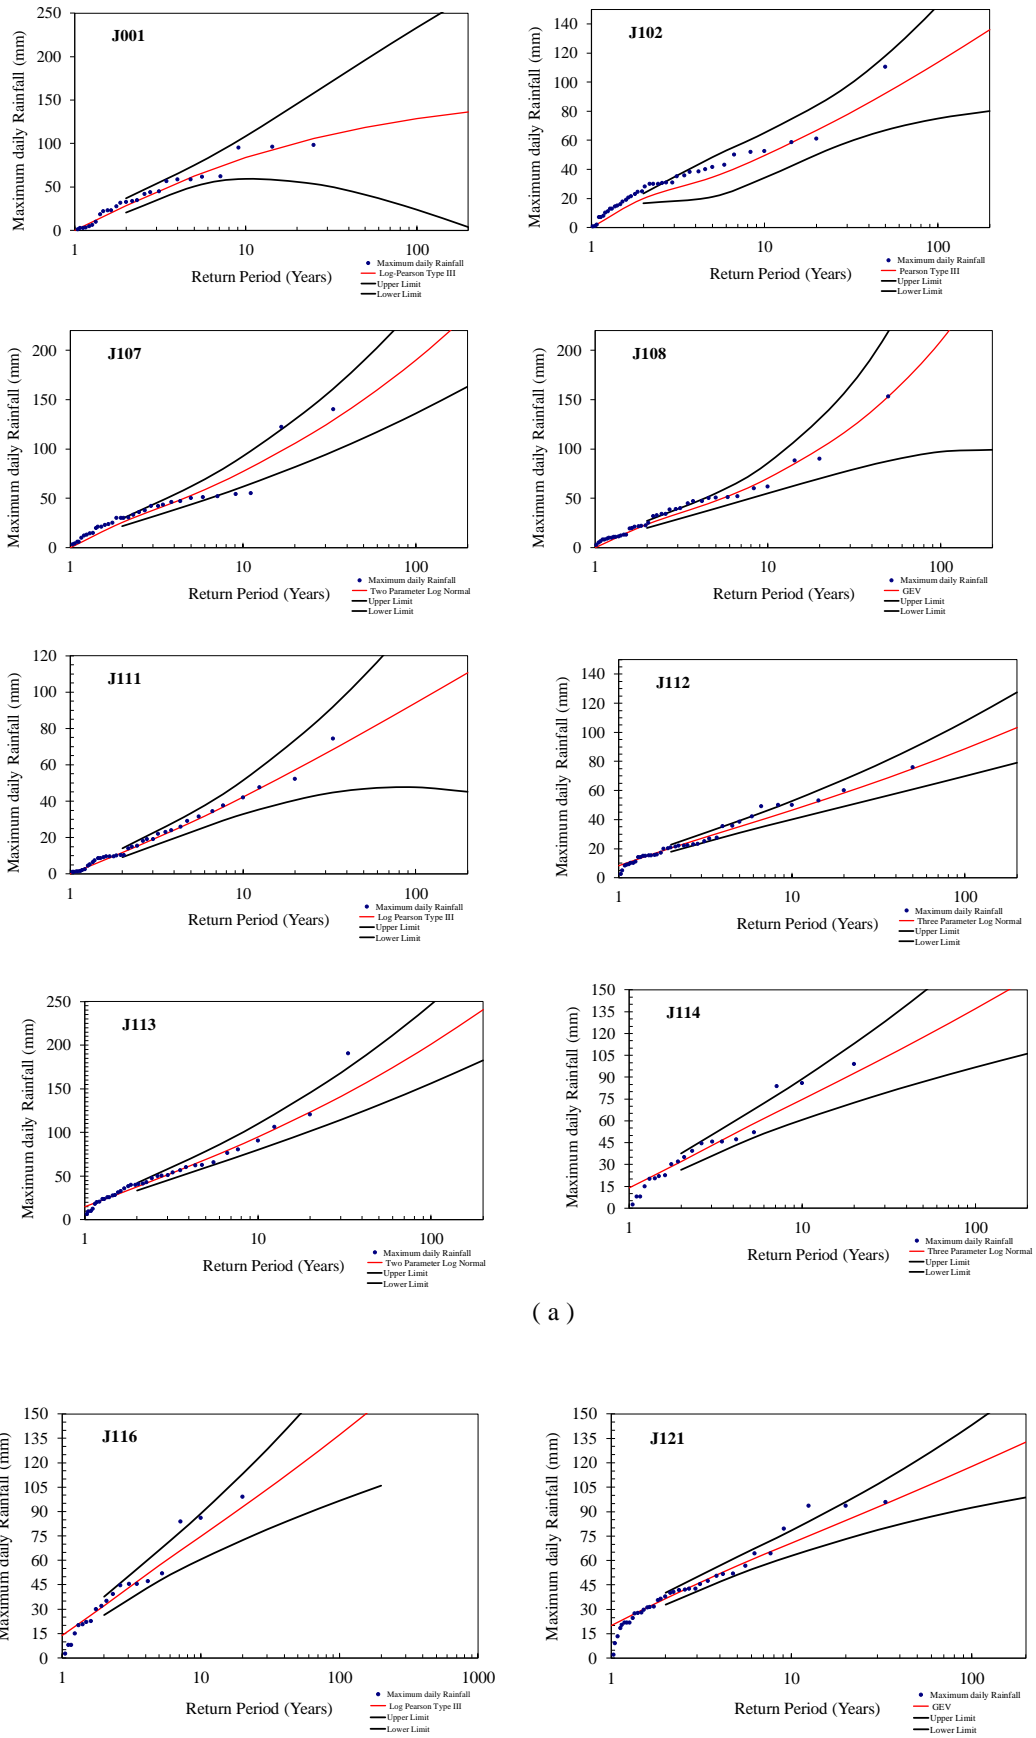 J001
Maximum daily Rainfall (mm)
250
200
150
100
50
0
1 10 100
Return Period (Years)
Maximum daily Rainfall
Log-Pearson Type III
Upper Limit
Lower Limit
J102
Maximum daily Rainfall (mm)
140
120
100
80
60
40
20
0
1 10 100
Return Period (Years)
Maximum daily Rainfall
Pearson Type III
Upper Limit
Lower Limit
J107
Maximum daily Rainfall (mm)
200
150
100
50
0
1 10 100
Return Period (Years)
Maximum daily Rainfall
Two Parameter Log Normal
Upper Limit
Lower Limit
J108
Maximum daily Rainfall (mm)
200
150
100
50
0
1 10 100
Return Period (Years)
Maximum daily Rainfall
GEV
Upper Limit
Lower Limit
J111
Maximum daily Rainfall (mm)
120
100
80
60
40
20
0
1 10 100
Return Period (Years)
Maximum daily Rainfall
Log Pearson Type III
Upper Limit
Lower Limit
J112
Maximum daily Rainfall (mm)
140
120
100
80
60
40
20
0
1 10 100
Return Period (Years)
Maximum daily Rainfall
Three Parameter Log Normal
Upper Limit
Lower Limit
J113
Maximum daily Rainfall (mm)
250
200
150
100
50
0
1 10 100
Return Period (Years)
Maximum daily Rainfall
Two Parameter Log Normal
Upper Limit
Lower Limit
J114
Maximum daily Rainfall (mm)
150
135
120
105
90
75
60
45
30
15
0
1 10 100
Return Period (Years)
Maximum daily Rainfall
Three Parameter Log Normal
Upper Limit
Lower Limit
( a )
J116
Maximum daily Rainfall (mm)
150
135
120
105
90
75
60
45
30
15
0
1 10 100 1000
Return Period (Years)
Maximum daily Rainfall
Log Pearson Type III
Upper Limit
Lower Limit
J121
Maximum daily Rainfall (mm)
150
135
120
105
90
75
60
45
30
15
0
1 10 100
Return Period (Years)
Maximum daily Rainfall
GEV
Upper Limit
Lower Limit